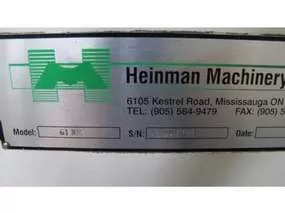 Heinman Machinery
6105 Kestrel Road, Mississauga ON
TEL: (905) 564-9479 FAX: (905) 5
Model: S/N: Date: